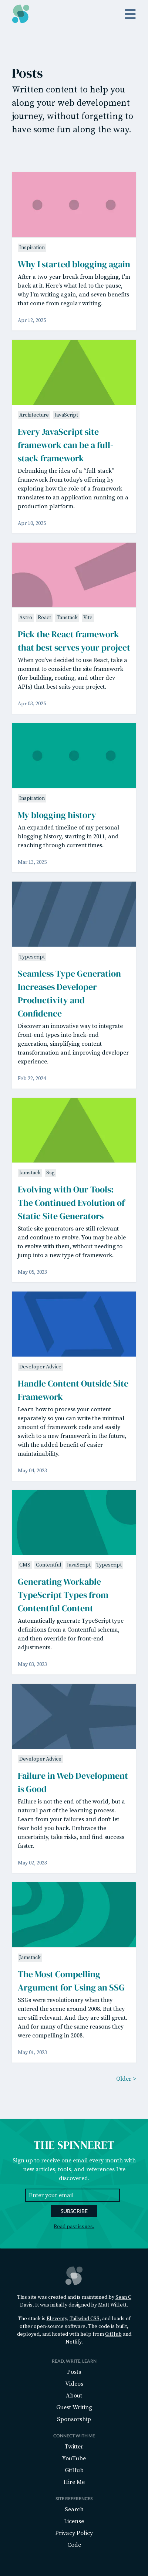 Posts
Written content to help you
along your web development
journey, without forgetting to
have some fun along the way.
Inspiration
Why I started blogging again
After a two year break from blogging, I'm
back at it. Here's what led to the pause,
why I'm writing again, and seven benefits
that come from regular writing.
Apr 12, 2025
Architecture JavaScript
Every JavaScript site
framework can be a full-
stack framework
Debunking the idea of a "full-stack"
framework from today's offering by
exploring how the role of a framework
translates to an application running on a
production platform.
Apr 10, 2025
Astro React Tanstack Vite
Pick the React framework
that best serves your project
When you've decided to use React, take a
moment to consider the meta framework
(for building, routing, and other dev
APIs) that best suits your project.
Apr 03, 2025
Inspiration
My blogging history
An expanded timeline of my personal
blogging history, starting in 2011, and
reaching through current times.
Mar 13, 2025
Typescript
Seamless Type Generation
Increases Developer
Productivity and
Confidence
Discover an innovative way to integrate
front-end types into back-end
generation, simplifying content
transformation and improving developer
experience.
Feb 22, 2024
Jamstack Ssg
Evolving with Our Tools:
The Continued Evolution of
Static Site Generators
Static site generators are still relevant
and continue to evolve. You may be able
to evolve with them, without needing to
jump into a new type of framework.
May 05, 2023
Developer Advice
Handle Content Outside Site
Framework
Learn how to process your content
separately so you can write the minimal
amount of framework code and easily
switch to a new framework in the future,
with the added benefit of easier
maintainability.
May 04, 2023
CMS Contentful JavaScript Typescript
Generating Workable
TypeScript Types from
Contentful Content
Automatically generate TypeScript type
definitions from a Contentful schema,
and then override for front-end
adjustments.
May 03, 2023
Developer Advice
Failure in Web Development
is Good
Failure is not the end of the world, but a
natural part of the learning process.
Learn from your failures and don't let
fear hold you back. Embrace the
uncertainty, take risks, and find success
faster.
May 02, 2023
Jamstack
The Most Compelling
Argument for Using an SSG
SSGs were revolutionary when they
entered the scene around 2008. But they
are still relevant. And they are still great.
And for many of the same reasons they
were compelling in 2008.
May 01, 2023
Older >
THE SPINNERET
Sign up to receive one email every month with
new articles, tools, and references I've
discovered.
Enter your email
SUBSCRIBE
Read past issues.
This site was created and is maintained by Sean C
Davis. It was initially designed by Matt Willett.
The stack is Eleventy, Tailwind CSS, and loads of
other open-source software. The code is built,
deployed, and hosted with help from GitHub and
Netlify.
READ, WRITE, LEARN
Posts
Videos
About
Guest Writing
Sponsorship
CONNECT WITH ME
Twitter
YouTube
GitHub
Hire Me
SITE REFERENCES
Search
License
Privacy Policy
Code